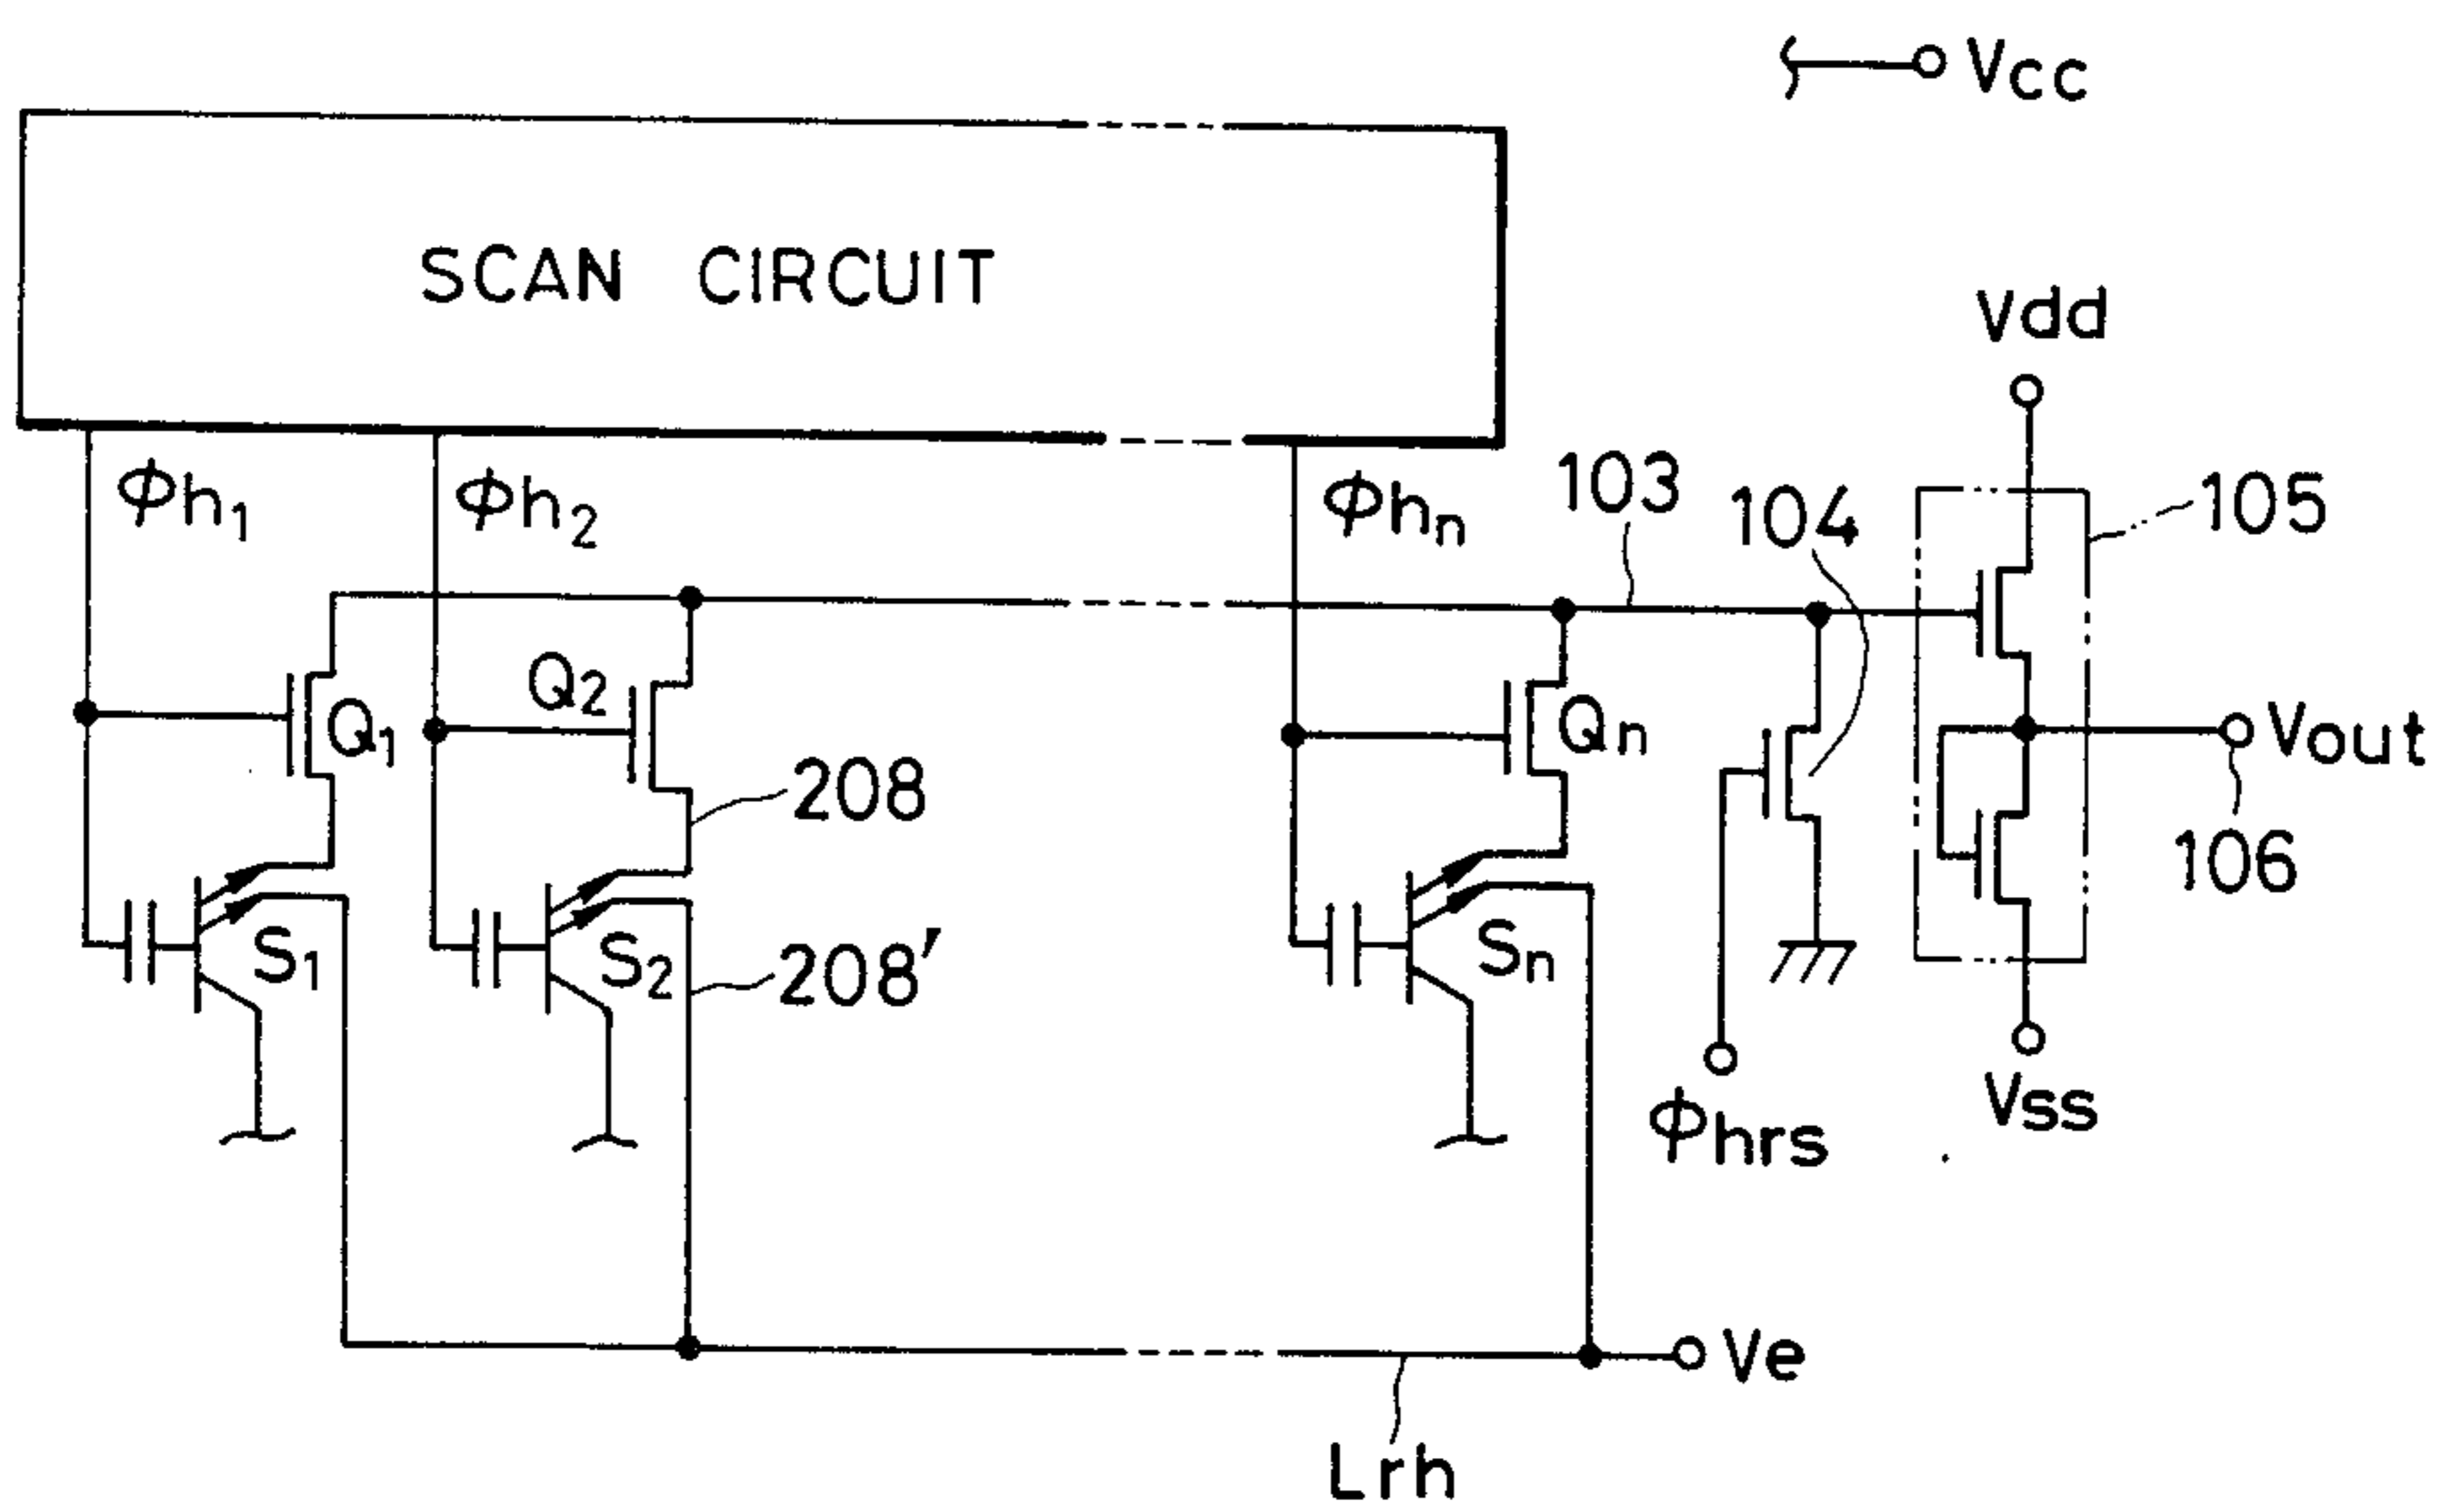 Vcc
SCAN CIRCUIT
Vdd
Φh1
Φh2
Φhn
103
104
105
Q1
Q2
Qn
Vout
208
106
S1
S2
208'
Sn
Vss
Φhrs
Ve
Lrh